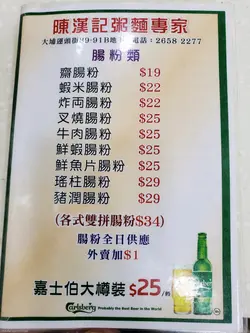 陳漢記粥麵專家
大埔運頭街89-91B地 電話：2658 2277
腸粉類
齋腸粉 $19
蝦米腸粉 $22
炸両腸粉 $22
叉燒腸粉 $25
牛肉腸粉 $25
鮮蝦腸粉 $25
鮮魚片腸粉 $25
瑤柱腸粉 $29
豬潤腸粉 $29
(各式雙拼腸粉$34)
腸粉全日供應
外賣加$1
嘉士伯大樽裝 $25/枝
Carlsberg Probably the Best Beer in the World